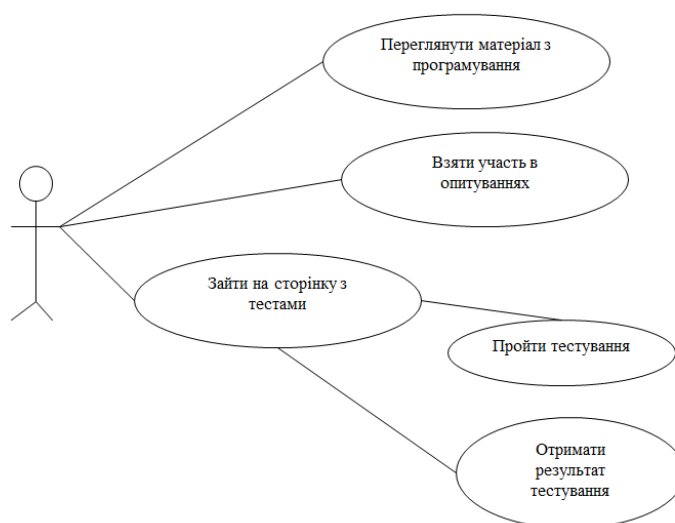 Переглянути матеріал з
програмування
Взяти участь в
опитуваннях
Зайти на сторінку з
тестами
Пройти тестування
Отримати
результат
тестування